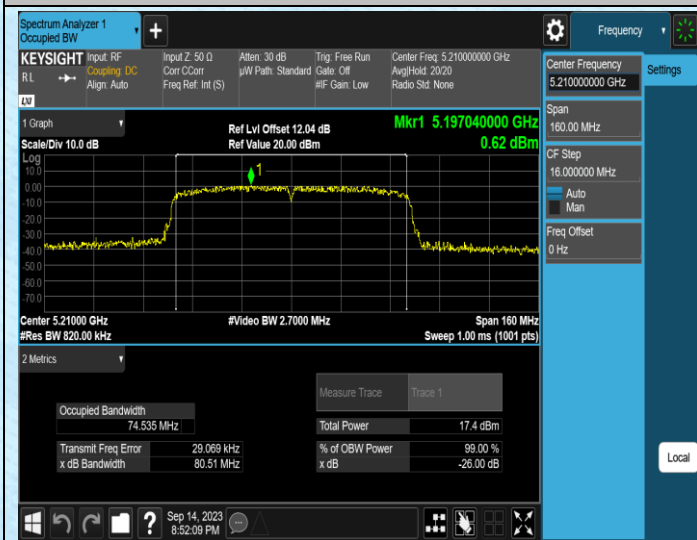 Spectrum Analyzer 1
Occupied BW
Frequency
KEYSIGHT
RL
LXI
Input: RF
Coupling: DC
Align: Auto
Input Z: 50 Ω
Corr CCorr
Freq Ref: Int (S)
Atten: 30 dB
µW Path: Standard
Trig: Free Run
Gate: Off
#IF Gain: Low
Center Freq: 5.210000000 GHz
Avg|Hold: 20/20
Radio Std: None
Center Frequency
5.210000000 GHz
Settings
Span
160.00 MHz
CF Step
16.000000 MHz
Auto
Man
Freq Offset
0 Hz
Local
1 Graph
Scale/Div 10.0 dB
Ref Lvl Offset 12.04 dB
Ref Value 20.00 dBm
Mkr1 5.197040000 GHz
0.62 dBm
Log
10.0
0.00
-10.0
-20.0
-30.0
-40.0
-50.0
-60.0
-70.0
1
Center 5.21000 GHz
#Res BW 820.00 kHz
#Video BW 2.7000 MHz
Span 160 MHz
Sweep 1.00 ms (1001 pts)
2 Metrics
Measure Trace
Trace 1
Occupied Bandwidth
74.535 MHz
Total Power
17.4 dBm
Transmit Freq Error
29.069 kHz
% of OBW Power
99.00 %
x dB Bandwidth
80.51 MHz
x dB
-26.00 dB
?
Sep 14, 2023
8:52:09 PM